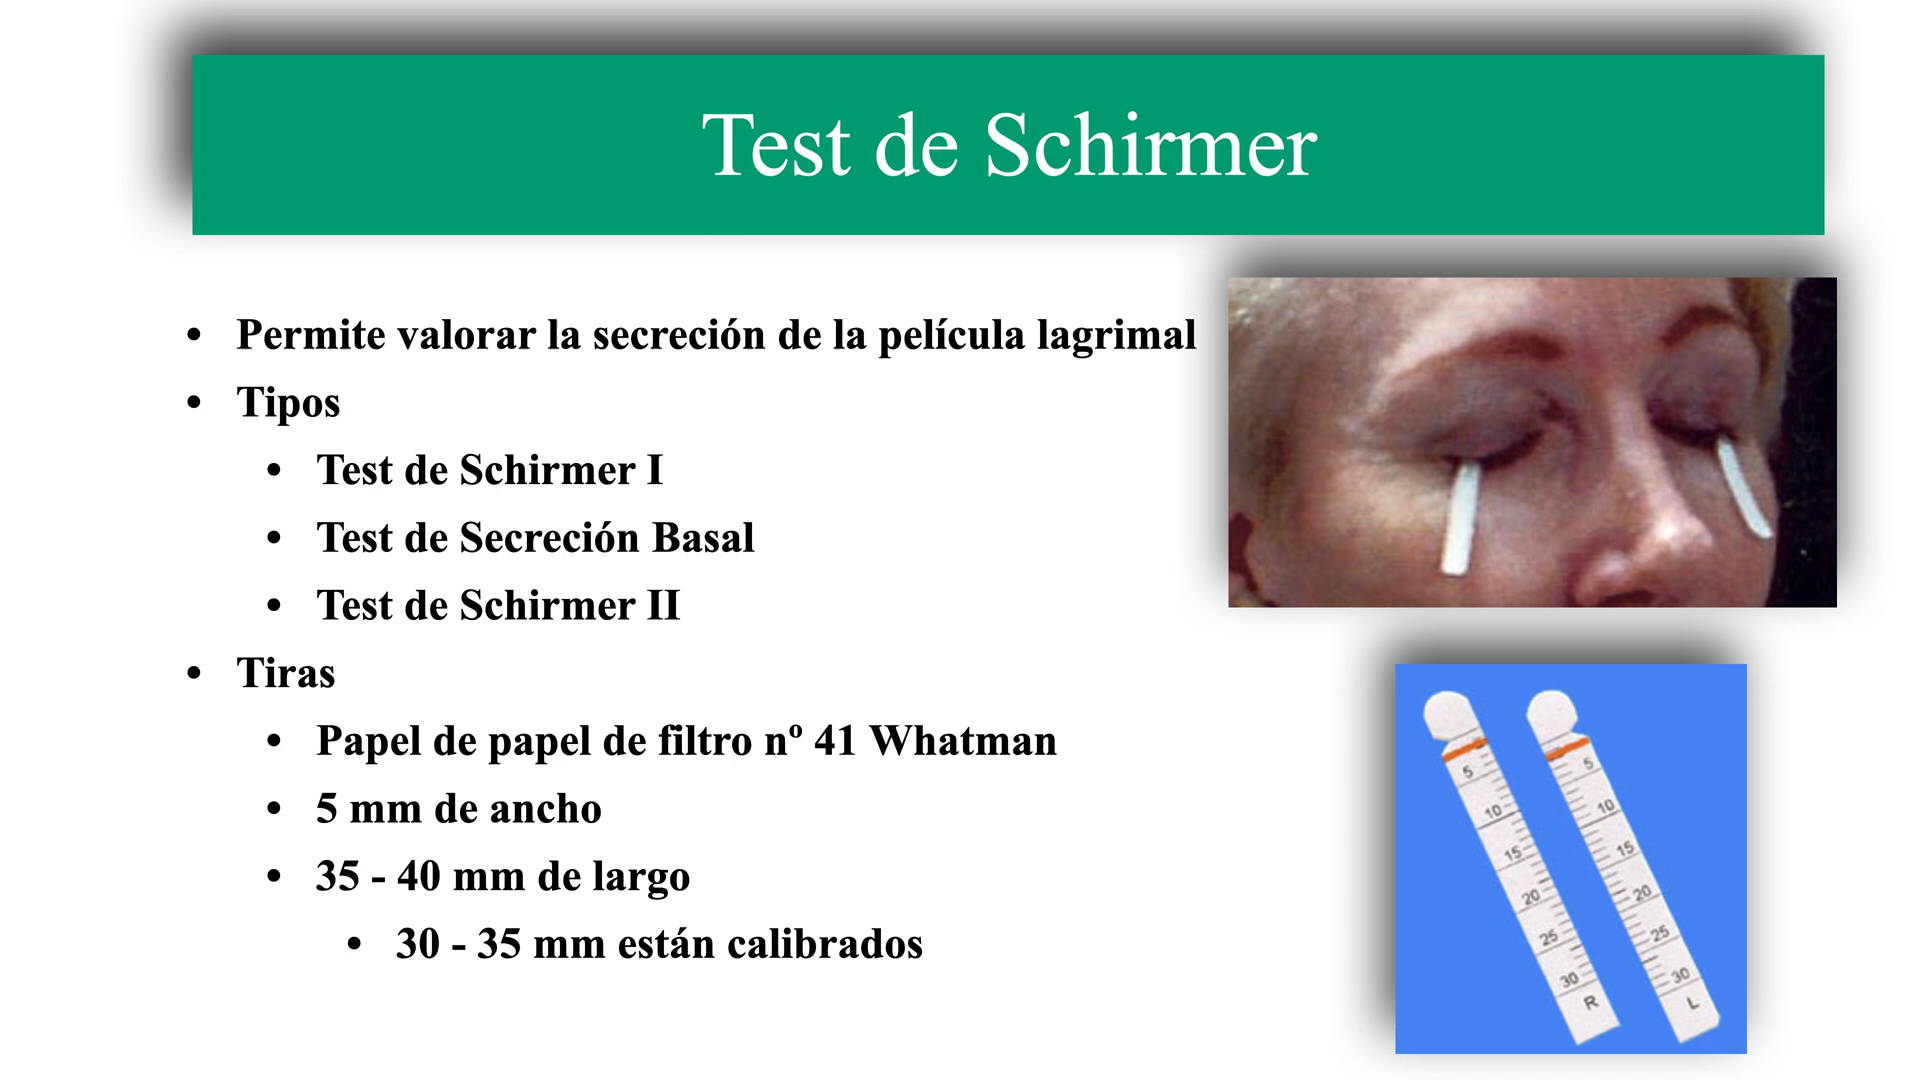 Test de Schirmer
• Permite valorar la secreción de la película lagrimal
• Tipos
• Test de Schirmer I
• Test de Secreción Basal
• Test de Schirmer II
• Tiras
• Papel de papel de filtro nº 41 Whatman
• 5 mm de ancho
• 35 - 40 mm de largo
• 30 - 35 mm están calibrados
5
10
15
20
25
30
R
5
10
15
20
25
30
L